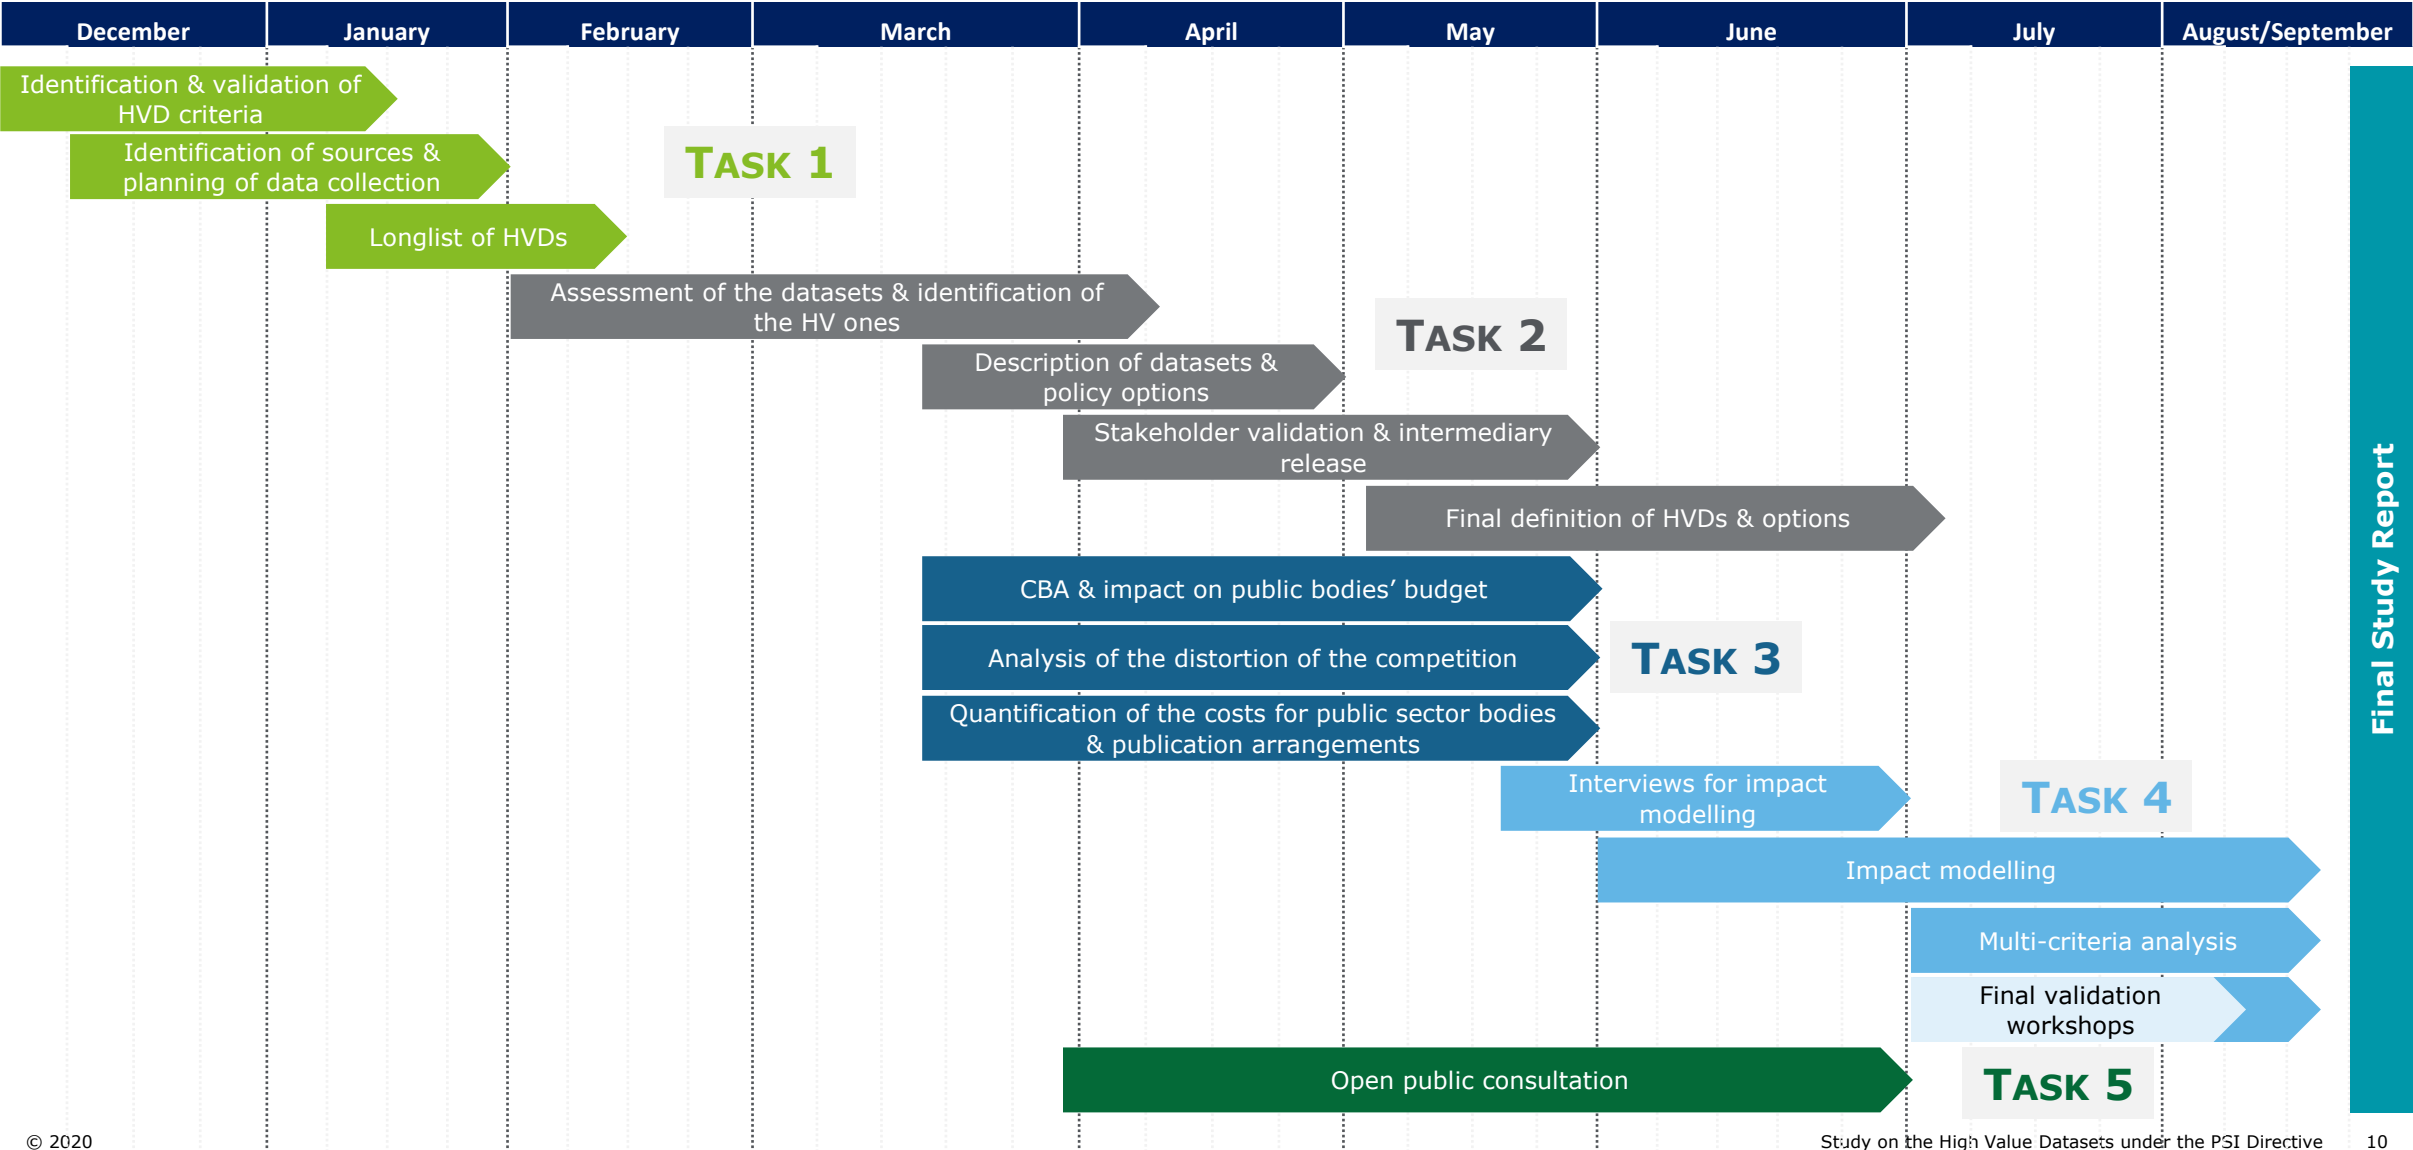 December January February March April May June July August/September
Identification & validation of
HVD criteria
Identification of sources &
planning of data collection
TASK 1
Longlist of HVDs
Assessment of the datasets & identification of
the HV ones
TASK 2
Description of datasets &
policy options
Stakeholder validation & intermediary
release
Final definition of HVDs & options
CBA & impact on public bodies’ budget
Analysis of the distortion of the competition
TASK 3
Quantification of the costs for public sector bodies
& publication arrangements
Interviews for impact
modelling
TASK 4
Impact modelling
Multi-criteria analysis
Final validation
workshops
Open public consultation
TASK 5
Final Study Report
© 2020
Study on the High Value Datasets under the PSI Directive 10